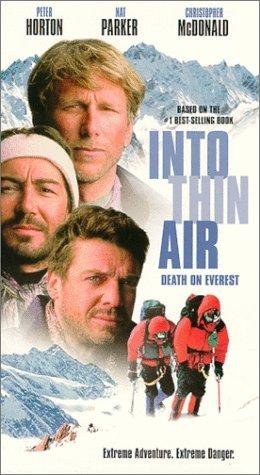 PETER
HORTON
NAT
PARKER
CHRISTOPHER
McDONALD
BASED ON THE
#1 BEST-SELLING BOOK
INTO
THIN
AIR
DEATH ON EVEREST
Extreme Adventure. Extreme Danger.